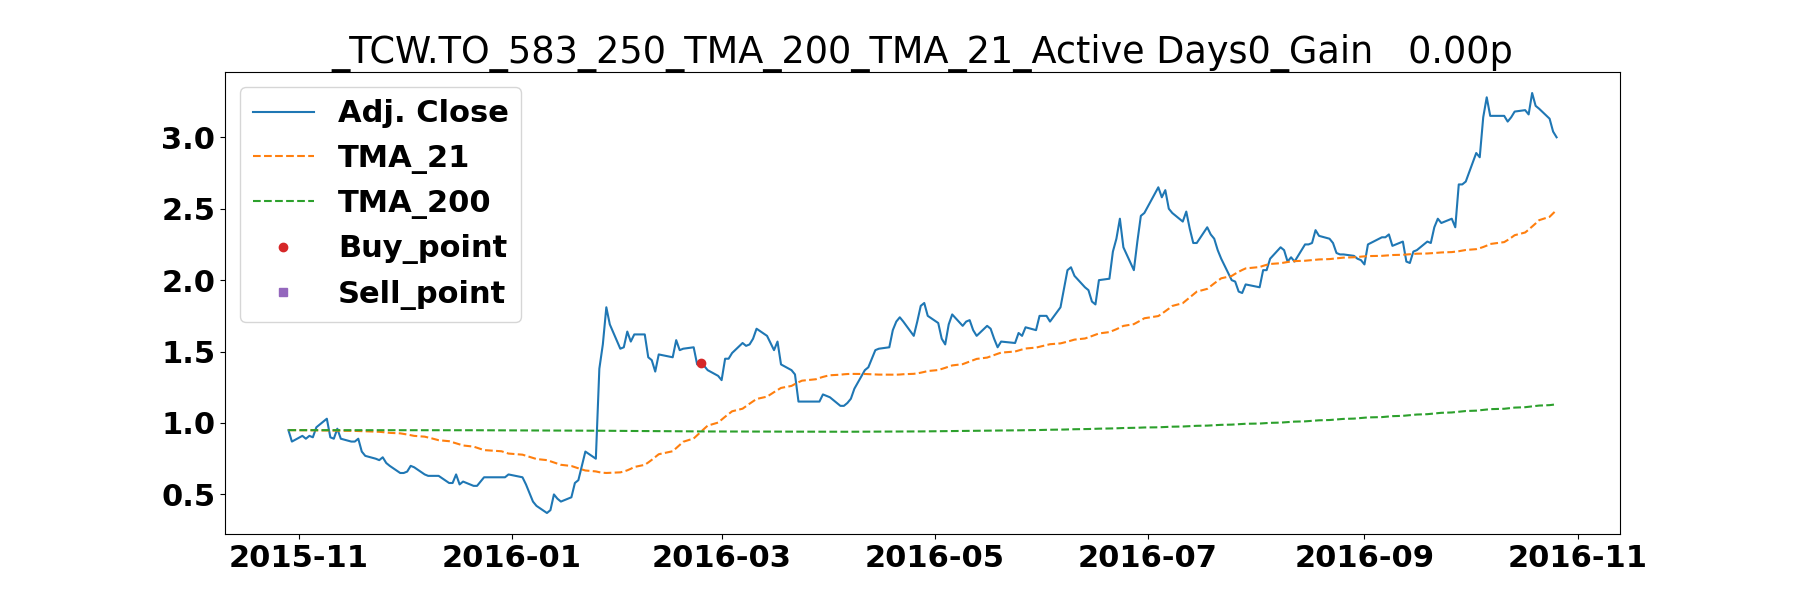 _TCW.TO_583_250_TMA_200_TMA_21_Active Days0_Gain   0.00p
Adj. Close
TMA_21
TMA_200
Buy_point
Sell_point
3.0
2.5
2.0
1.5
1.0
0.5
2015-11 2016-01 2016-03 2016-05 2016-07 2016-09 2016-11